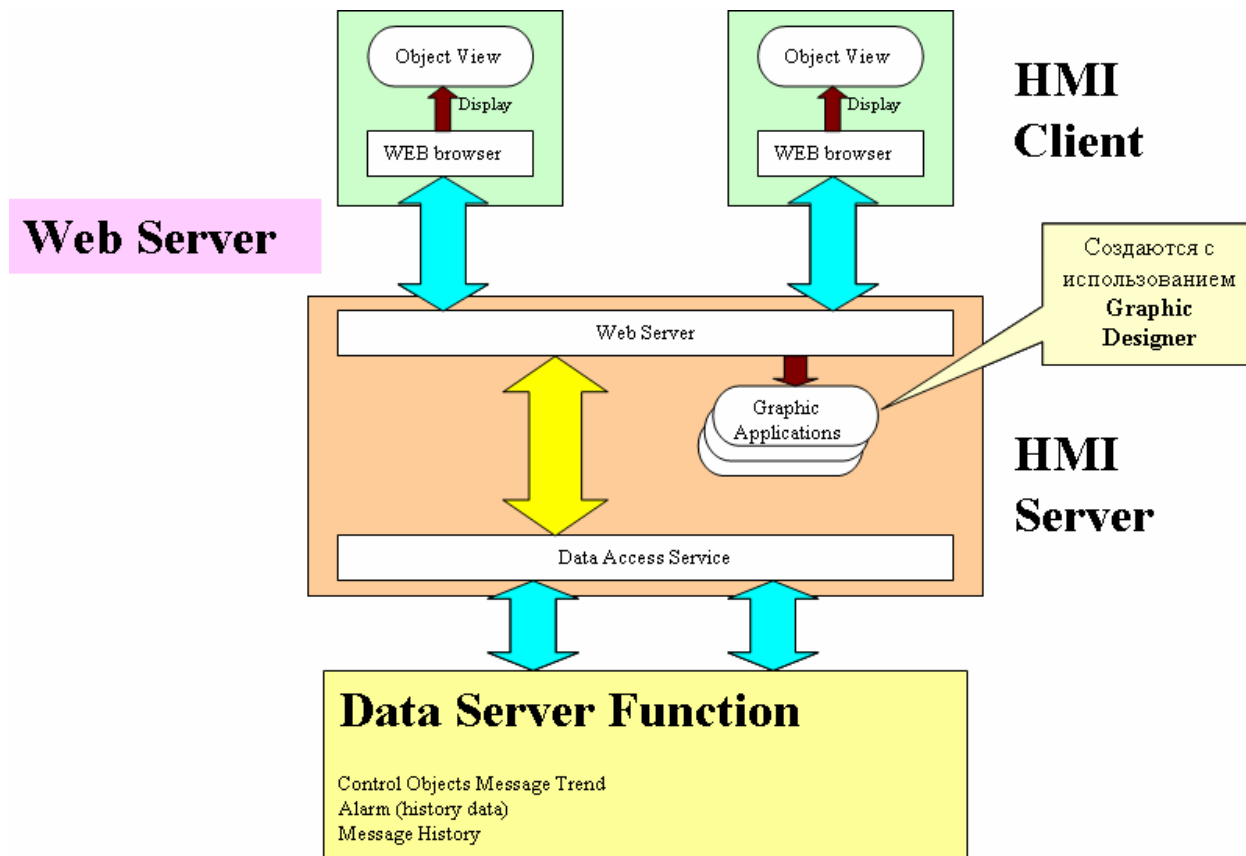 Object View
Object View
HMI
Client
Display
Display
WEB browser
WEB browser
Web Server
Создаются с
использованием
Graphic
Designer
Web Server
Graphic
Applications
HMI
Server
Data Access Service
Data Server Function
Control Objects Message Trend
Alarm (history data)
Message History